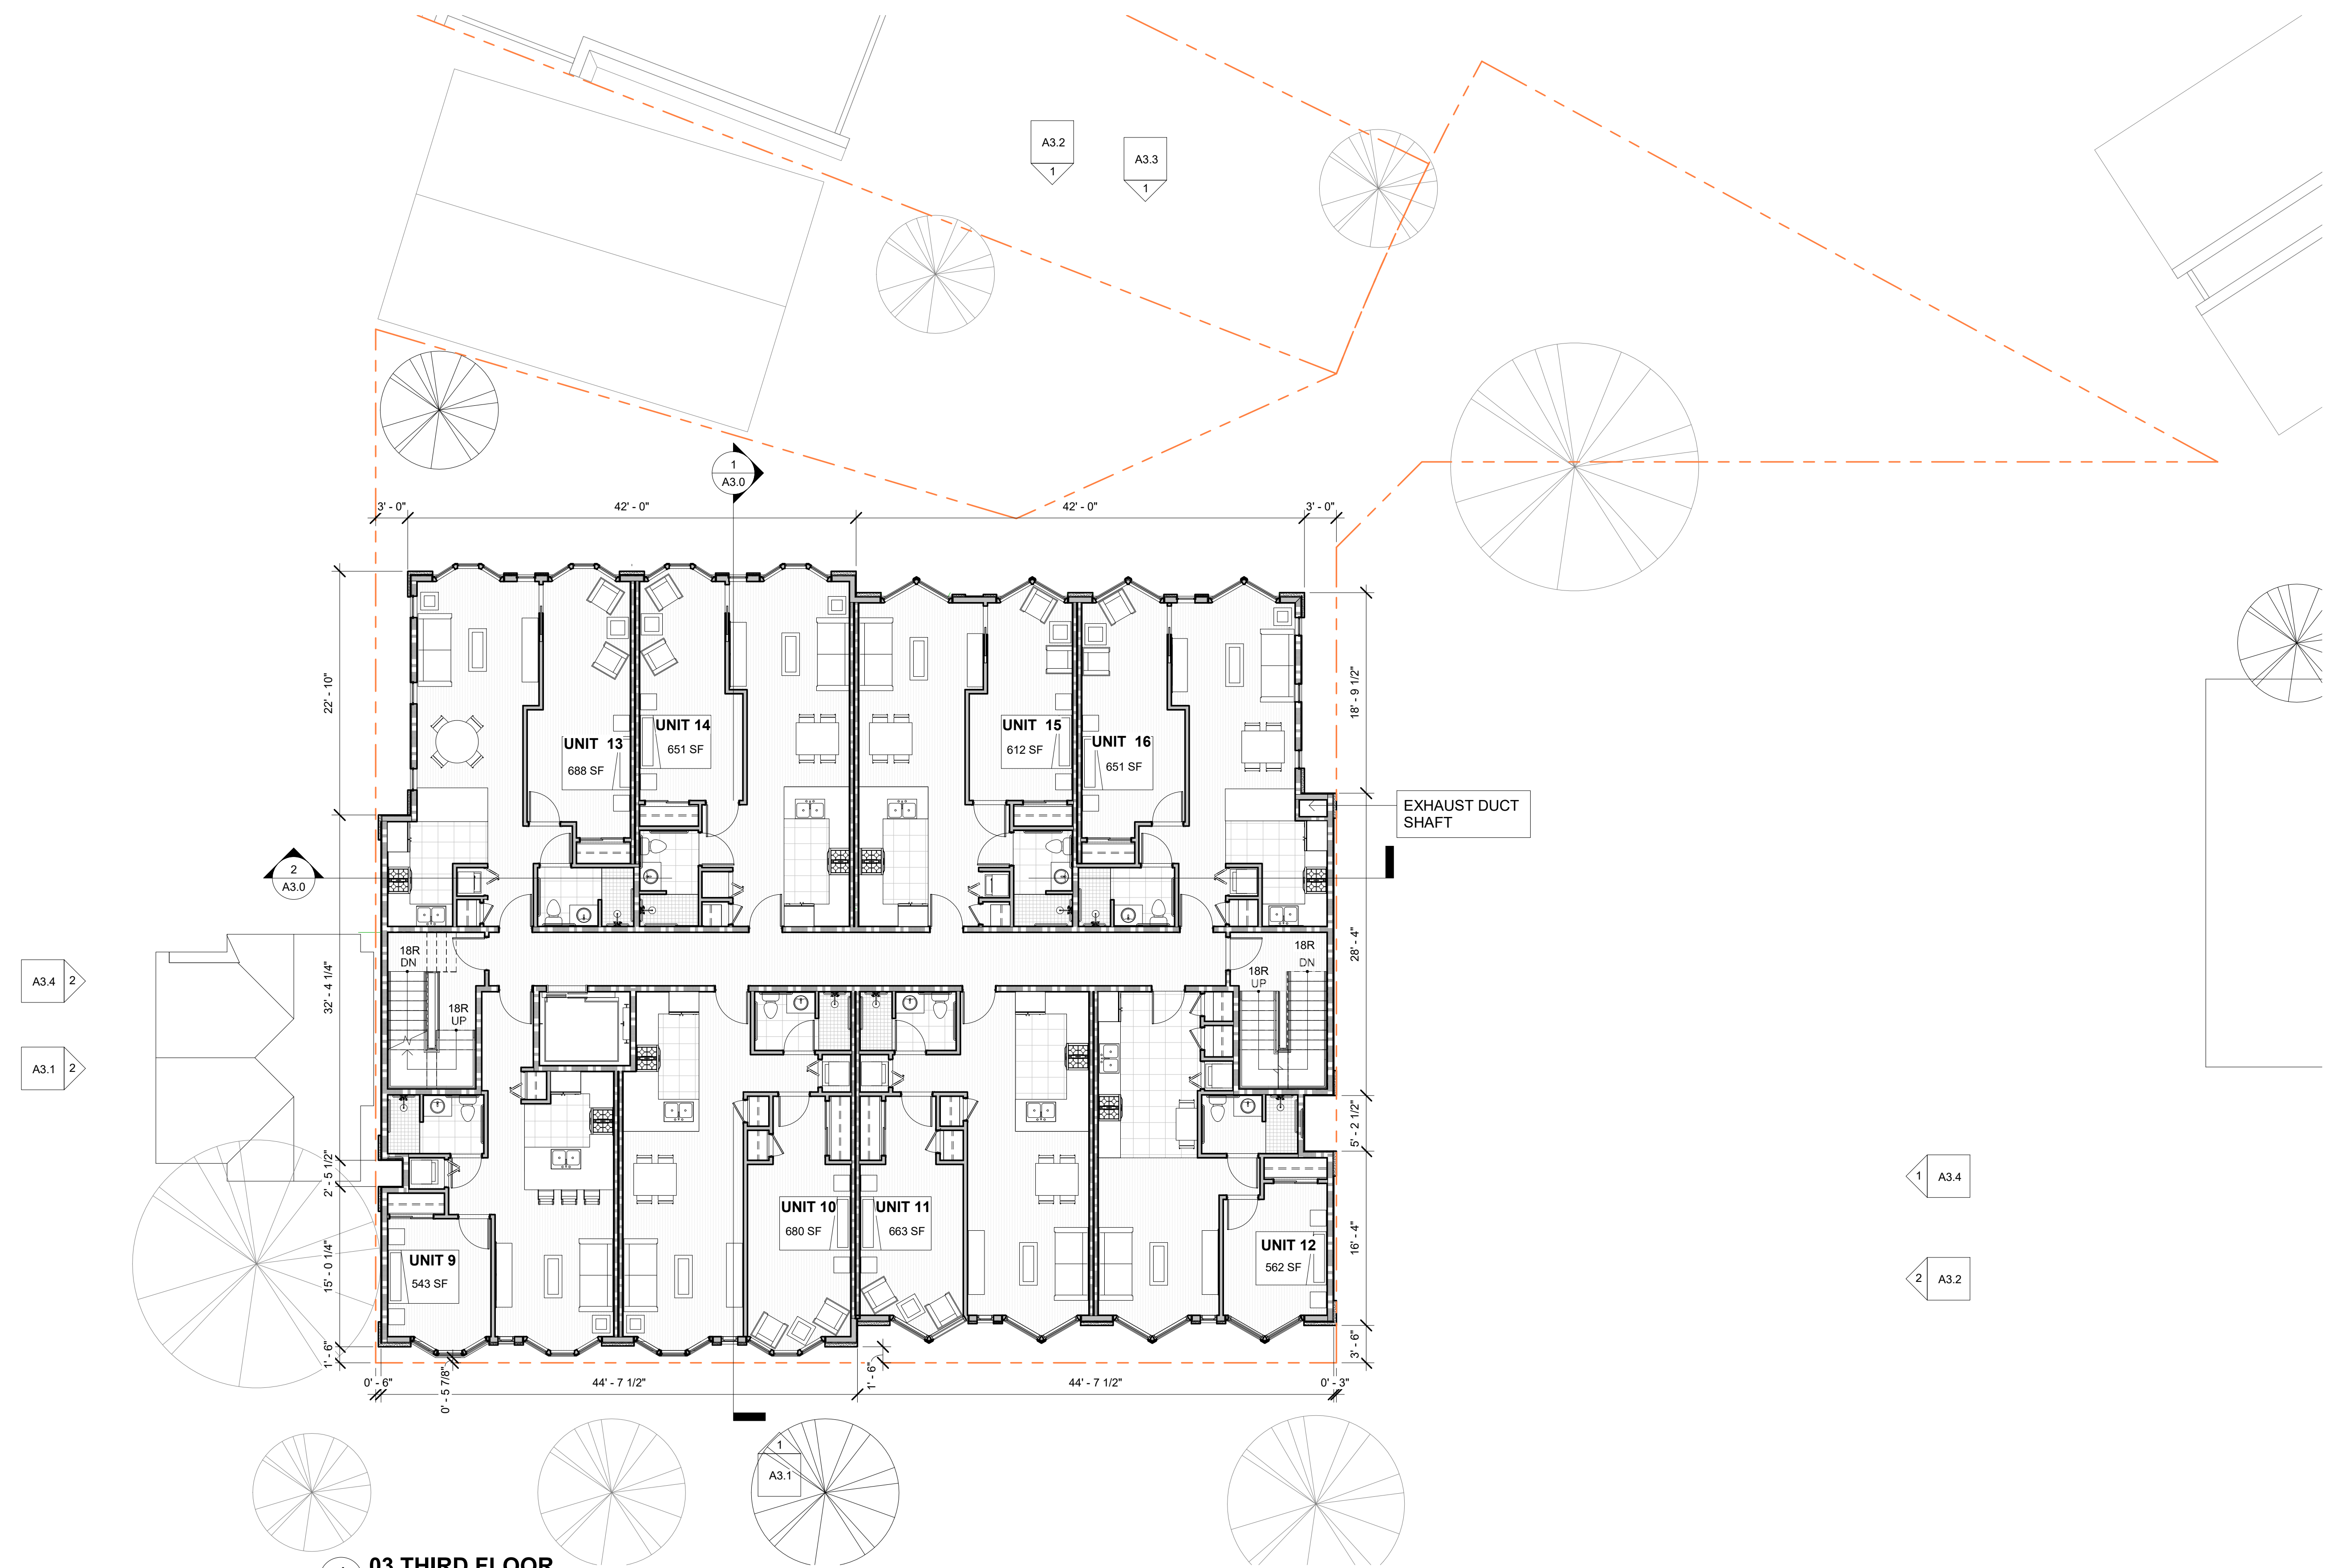 A3.2
1
A3.3
1
1
A3.0
3' - 0"
42' - 0"
42' - 0"
3' - 0"
22' - 10"
18' - 9 1/2"
UNIT 13
688 SF
UNIT 14
651 SF
UNIT 15
612 SF
UNIT 16
651 SF
EXHAUST DUCT
SHAFT
2
A3.0
18R
DN
18R
UP
18R
DN
18R
UP
32' - 4 1/4"
28' - 4"
A3.4
2
A3.1
2
5' - 2 1/2"
2' - 5 1/2"
15' - 0 1/4"
16' - 4"
1' - 6"
3' - 6"
UNIT 9
543 SF
UNIT 10
680 SF
UNIT 11
663 SF
UNIT 12
562 SF
1
A3.4
2
A3.2
0' - 6"
0' - 5 7/8"
44' - 7 1/2"
1' - 6"
44' - 7 1/2"
0' - 3"
1
A3.1
03 THIRD FLOOR